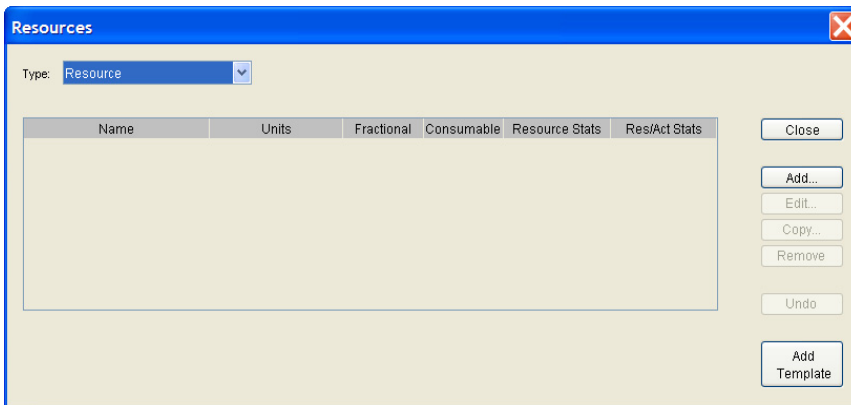 Resources
Type: Resource
Name Units Fractional Consumable Resource Stats Res/Act Stats
Close
Add...
Edit...
Copy...
Remove
Undo
Add
Template